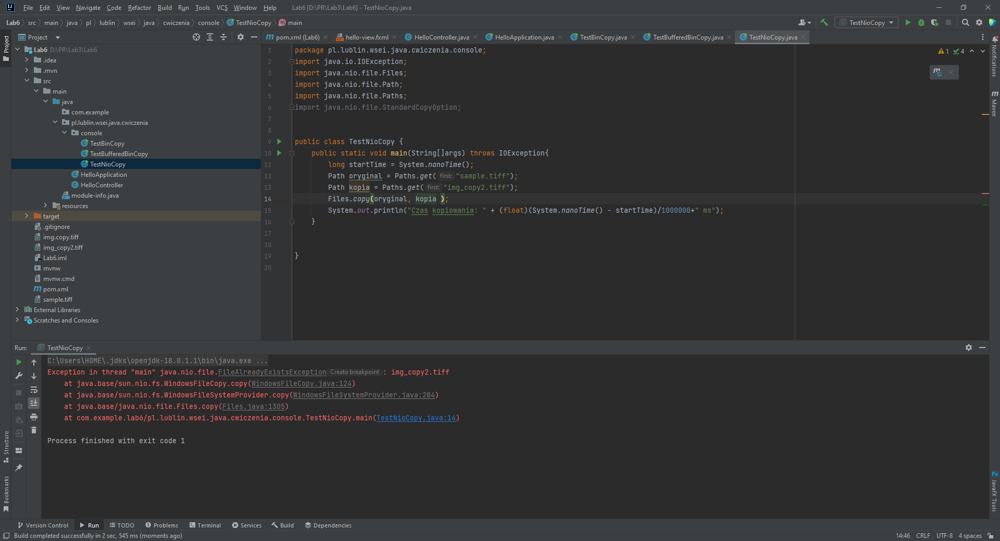 File Edit View Navigate Code Refactor Build Run Tools VCS Window Help Lab6 [D:\PR\Lab3\Lab6] - TestNioCopy.java
Lab6 src main java pl lublin wsei java cwiczenia console TestNioCopy main
TestNioCopy
Project
pom.xml (Lab6) hello-view.fxml HelloController.java HelloApplication.java TestBinCopy.java TestBufferedBinCopy.java TestNioCopy.java
Project
Lab6 D:\PR\Lab3\Lab6
.idea
.mvn
src
main
java
com.example
pl.lublin.wsei.java.cwiczenia
console
TestBinCopy
TestBufferedBinCopy
TestNioCopy
HelloApplication
HelloController
module-info.java
resources
target
.gitignore
img.copy.tiff
img_copy2.tiff
Lab6.iml
mvnw
mvnw.cmd
pom.xml
sample.tiff
External Libraries
Scratches and Consoles
1 package pl.lublin.wsei.java.cwiczenia.console;
2 import java.io.IOException;
3 import java.nio.file.Files;
4 import java.nio.file.Path;
5 import java.nio.file.Paths;
6 import java.nio.file.StandardCopyOption;
7
8
9 public class TestNioCopy {
10 public static void main(String[]args) throws IOException{
11 long startTime = System.nanoTime();
12 Path oryginal = Paths.get( first: "sample.tiff");
13 Path kopia = Paths.get( first: "img_copy2.tiff");
14 Files.copy(oryginal, kopia );
15 System.out.println("Czas kopiowania: " + (float)(System.nanoTime() - startTime)/1000000+" ms");
16 }
17
18
19 }
20
1 4
Notifications
Maven
JavaFX Tools
Structure
Bookmarks
Run: TestNioCopy
C:\Users\HOME\.jdks\openjdk-18.0.1.1\bin\java.exe ...
Exception in thread "main" java.nio.file.FileAlreadyExistsException Create breakpoint : img_copy2.tiff
at java.base/sun.nio.fs.WindowsFileCopy.copy(WindowsFileCopy.java:124)
at java.base/sun.nio.fs.WindowsFileSystemProvider.copy(WindowsFileSystemProvider.java:284)
at java.base/java.nio.file.Files.copy(Files.java:1305)
at com.example.lab6/pl.lublin.wsei.java.cwiczenia.console.TestNioCopy.main(TestNioCopy.java:14)
Process finished with exit code 1
Version Control Run TODO Problems Terminal Services Build Dependencies
Build completed successfully in 2 sec, 545 ms (moments ago)
14:46 CRLF UTF-8 4 spaces